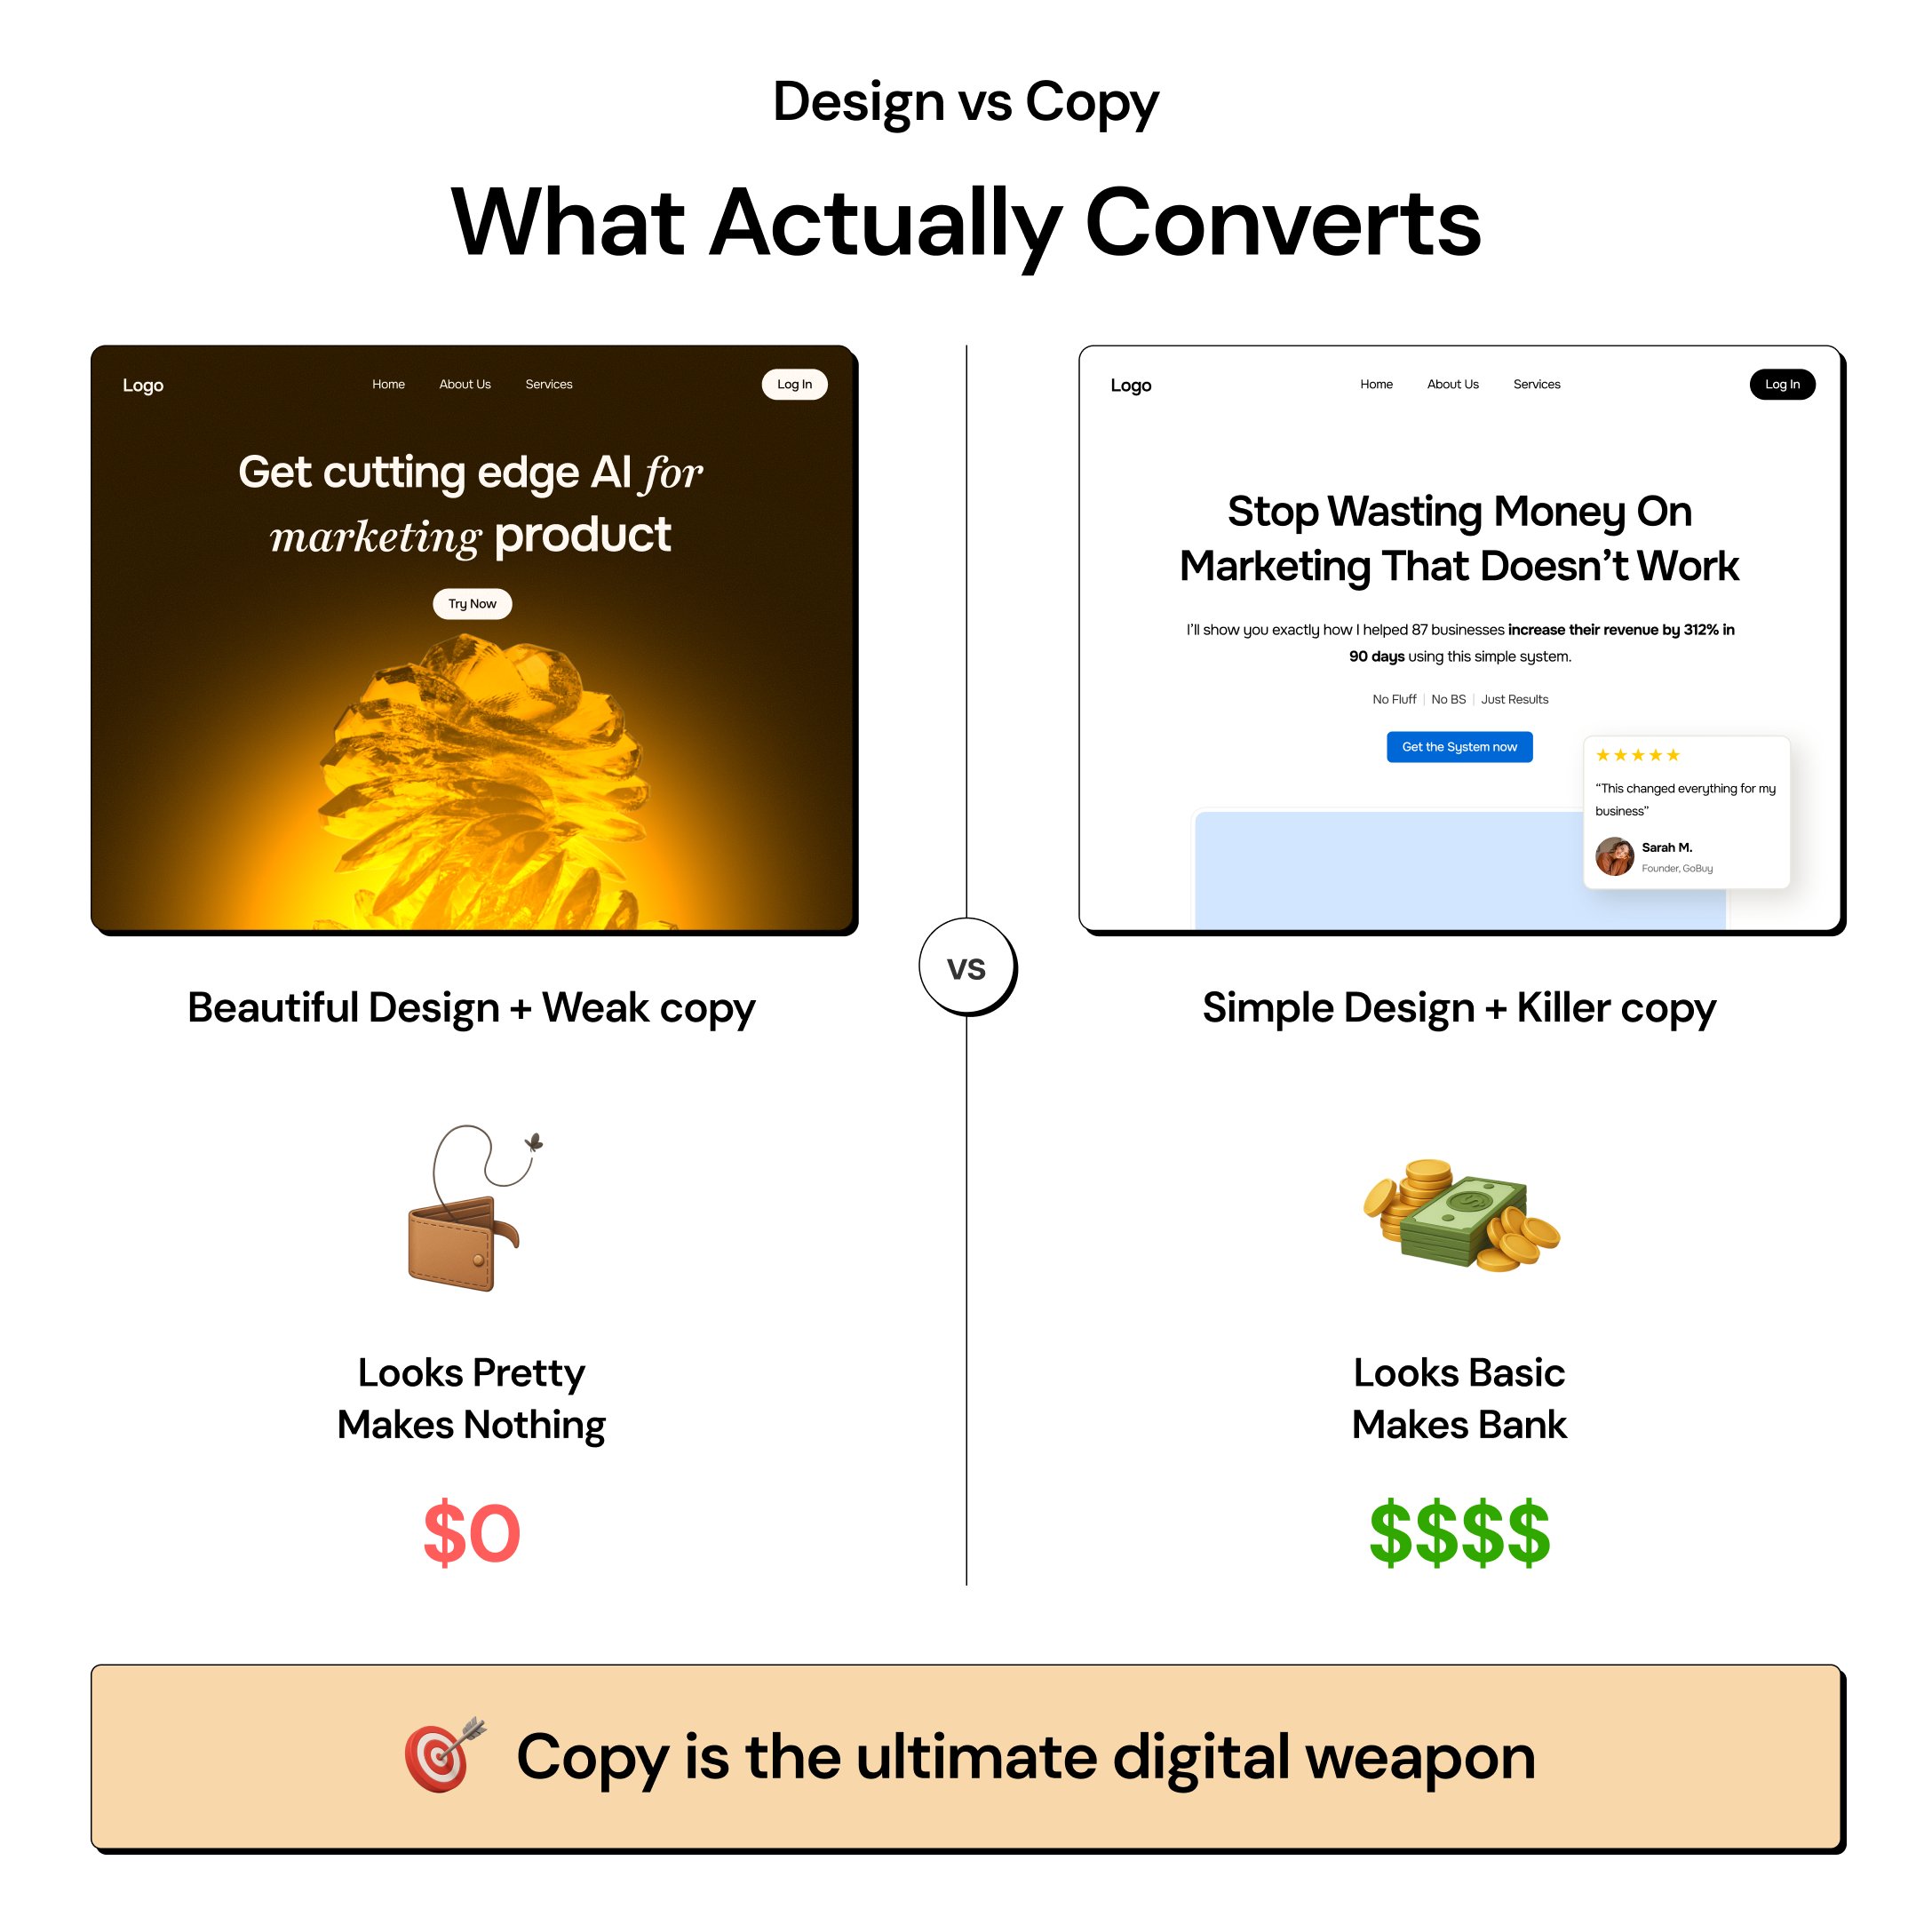 Design vs Copy
What Actually Converts
Logo
Home
About Us
Services
Log In
Get cutting edge AI for
marketing product
Try Now
Beautiful Design + Weak copy
Looks Pretty
Makes Nothing
$0
vs
Logo
Home
About Us
Services
Log In
Stop Wasting Money On
Marketing That Doesn’t Work
I’ll show you exactly how I helped 87 businesses increase their revenue by 312% in
90 days using this simple system.
No Fluff | No BS | Just Results
Get the System now
“This changed everything for my
business”
Sarah M.
Founder, GoBuy
Simple Design + Killer copy
Looks Basic
Makes Bank
$$$$
Copy is the ultimate digital weapon